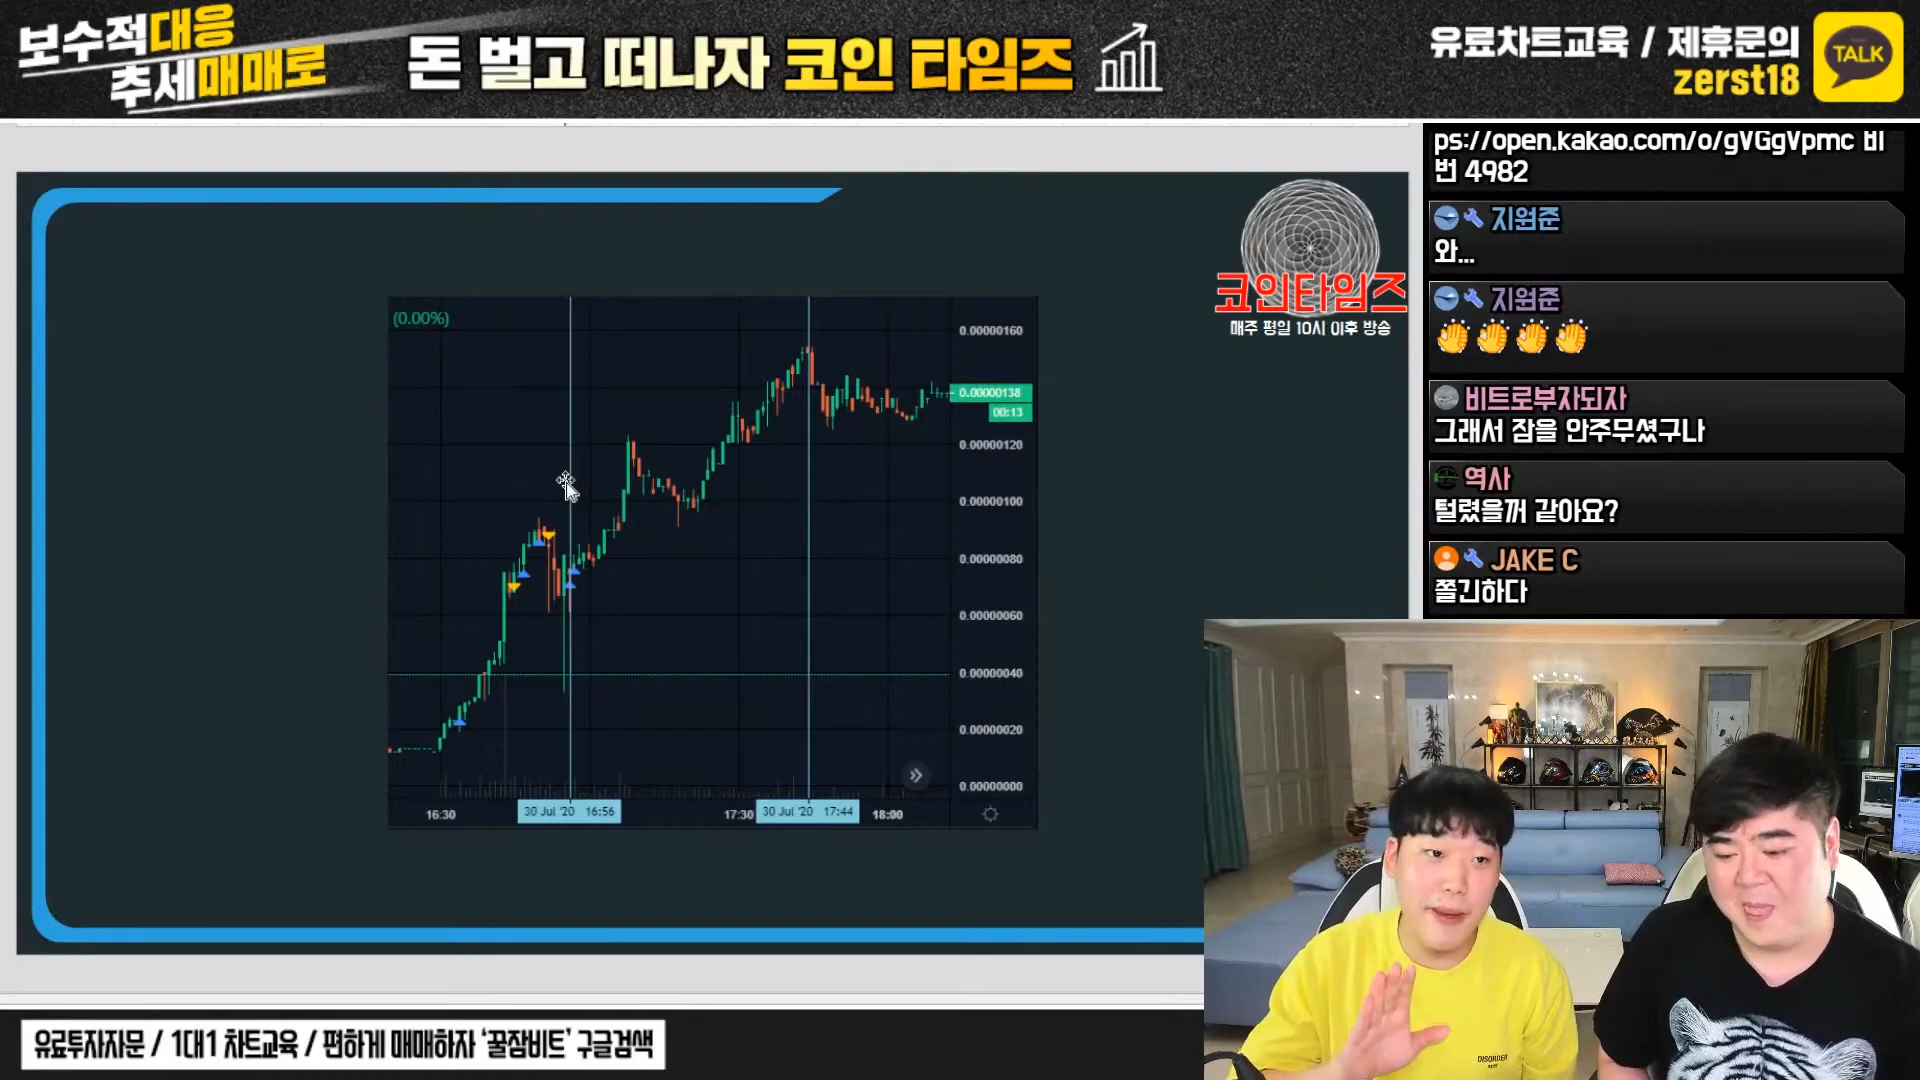 보수적대응
추세매매로
돈 벌고 떠나자 코인 타임즈
유료차트교육 / 제휴문의
zerst18
TALK
ps://open.kakao.com/o/gVGgVpmc 비
번 4982
지원준
와...
지원준
👏👏👏👏
비트로부자되자
그래서 잠을 안주무셨구나
역사
털렸을꺼 같아요?
JAKE C
쫄긴하다
코인타임즈
매주 평일 10시 이후 방송
(0.00%)
0.00000160
0.00000138
00:13
0.00000120
0.00000100
0.00000080
0.00000060
0.00000040
0.00000020
0.00000000
16:30
30 Jul '20 16:56
17:30
30 Jul '20 17:44
18:00
DISORDER
유료투자자문 / 1대1 차트교육 / 편하게 매매하자 '꿀잠비트' 구글검색